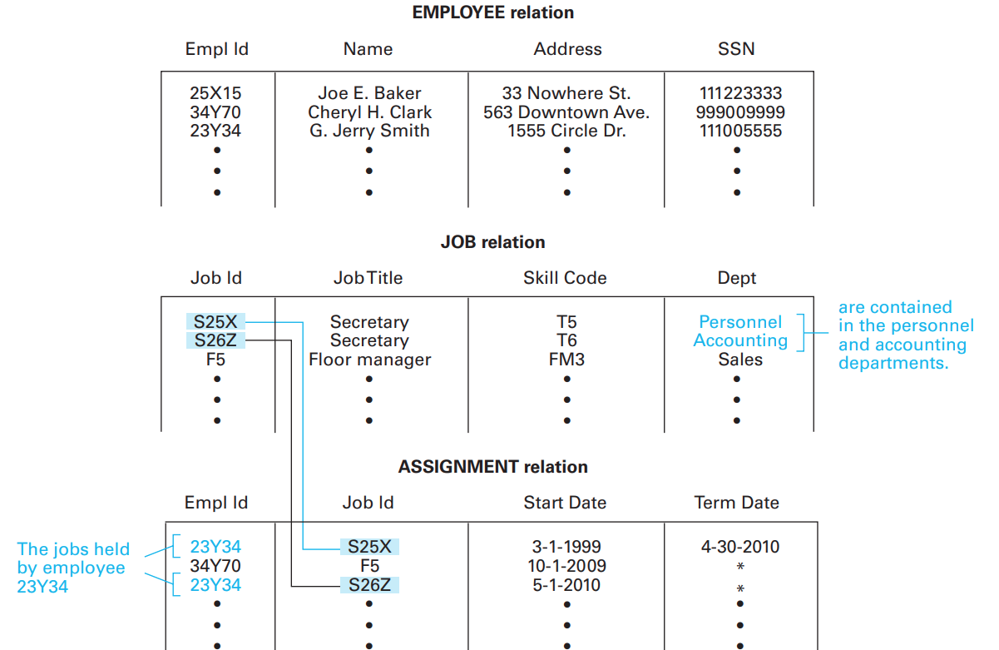 EMPLOYEE relation
Empl Id Name Address SSN
25X15 Joe E. Baker 33 Nowhere St. 111223333
34Y70 Cheryl H. Clark 563 Downtown Ave. 999009999
23Y34 G. Jerry Smith 1555 Circle Dr. 111005555
JOB relation
Job Id Job Title Skill Code Dept
S25X Secretary T5 Personnel
S26Z Secretary T6 Accounting
F5 Floor manager FM3 Sales
are contained
in the personnel
and accounting
departments.
ASSIGNMENT relation
Empl Id Job Id Start Date Term Date
23Y34 S25X 3-1-1999 4-30-2010
34Y70 F5 10-1-2009 *
23Y34 S26Z 5-1-2010 *
The jobs held
by employee
23Y34